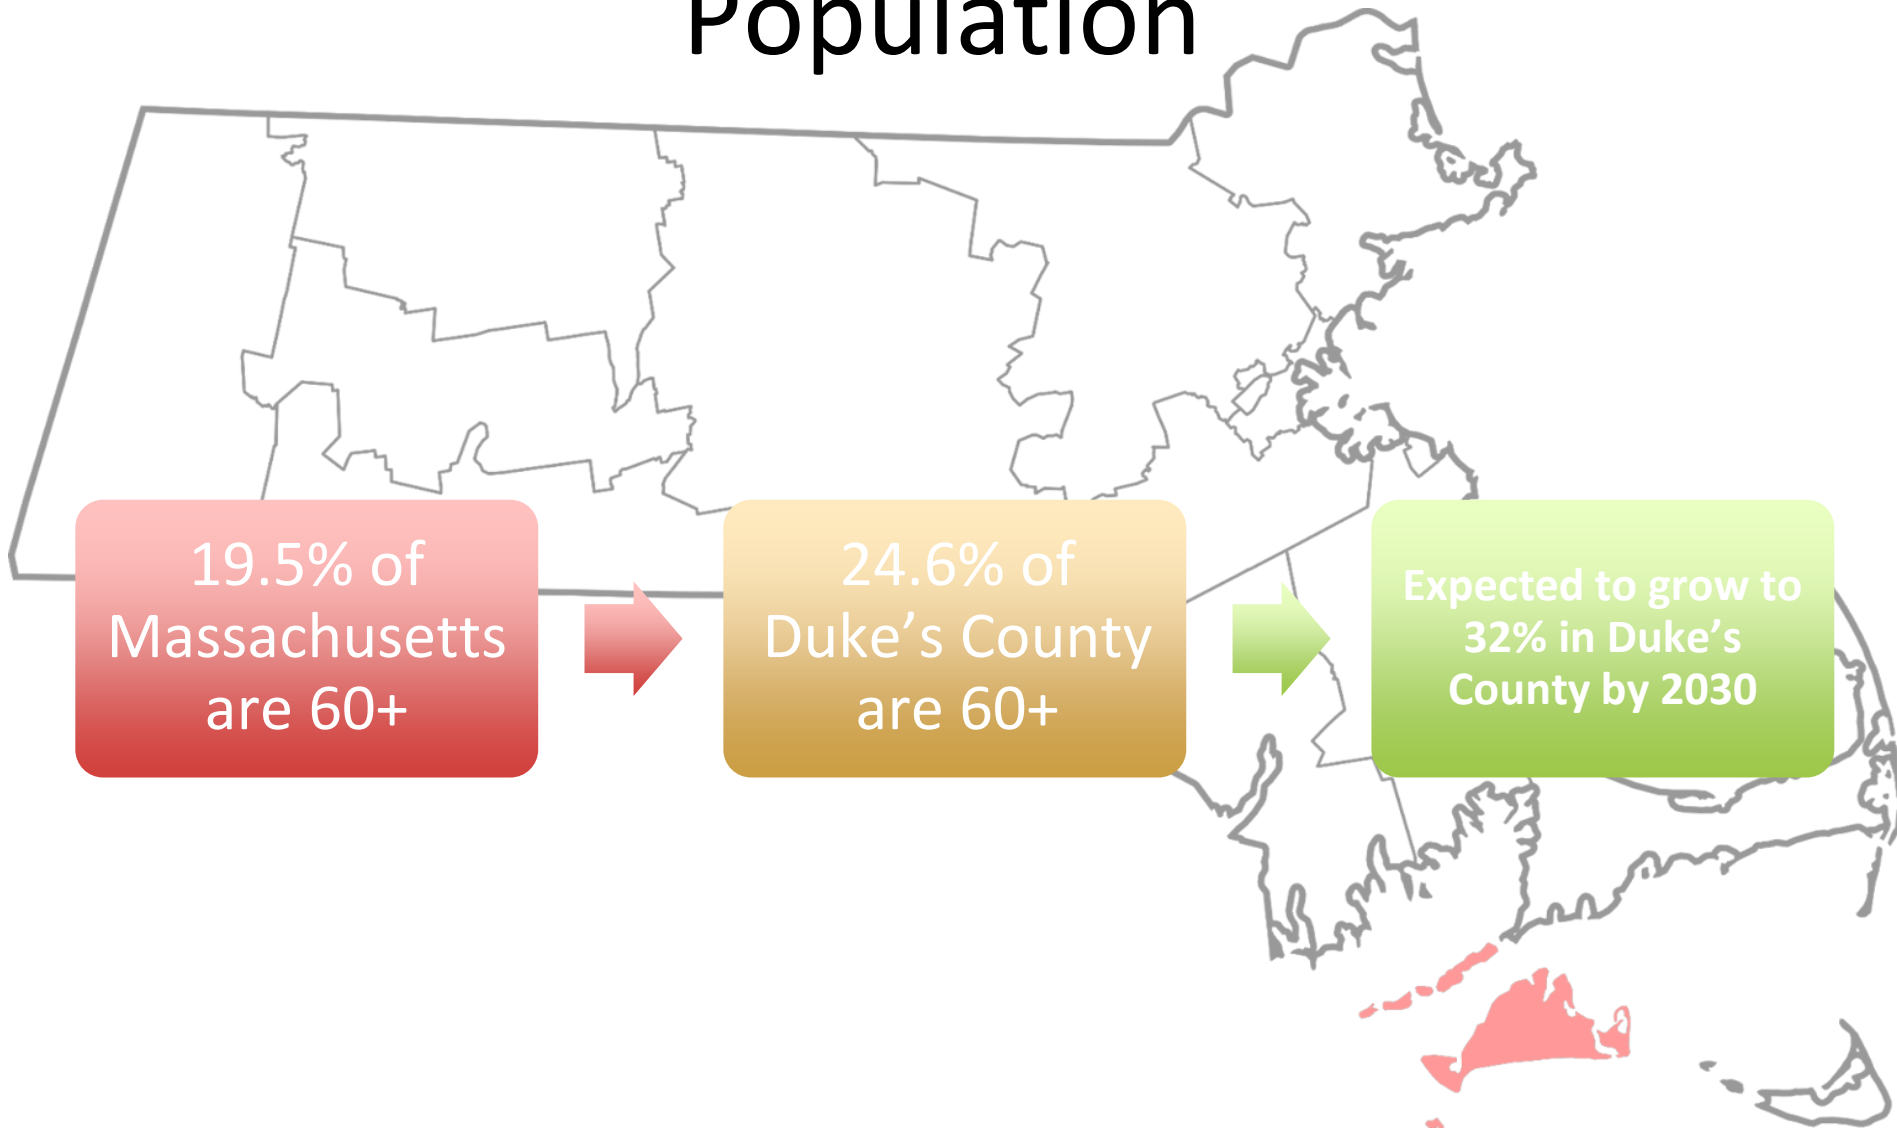 Population
19.5% of
Massachusetts
are 60+
24.6% of
Duke’s County
are 60+
Expected to grow to
32% in Duke’s
County by 2030